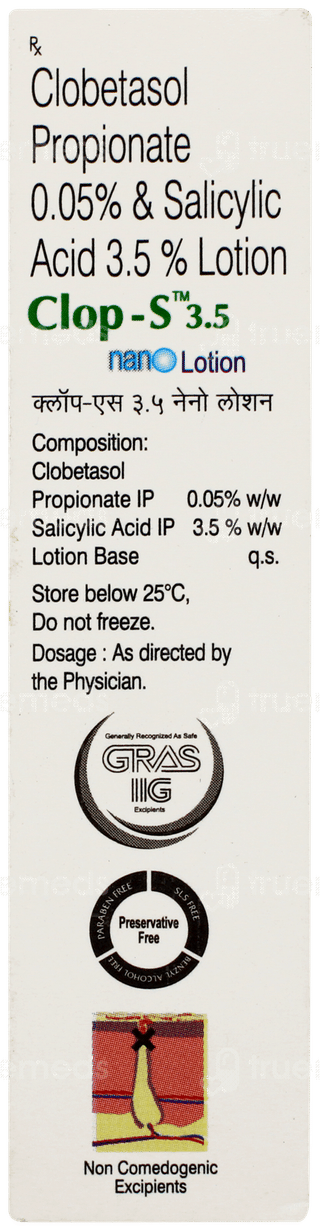 Rx
Clobetasol
Propionate
0.05% & Salicylic
Acid 3.5 % Lotion
Clop-S™3.5
nano Lotion
क्लॉप-एस ३.५ नेनो लोशन
Composition:
Clobetasol
Propionate IP 0.05% w/w
Salicylic Acid IP 3.5 % w/w
Lotion Base q.s.
Store below 25°C,
Do not freeze.
Dosage : As directed by
the Physician.
Generally Recognized As Safe
GRAS
IIG
Excipients
PARABEN FREE
SLS FREE
Preservative
Free
BENZYL ALCOHOL FREE
Non Comedogenic
Excipients